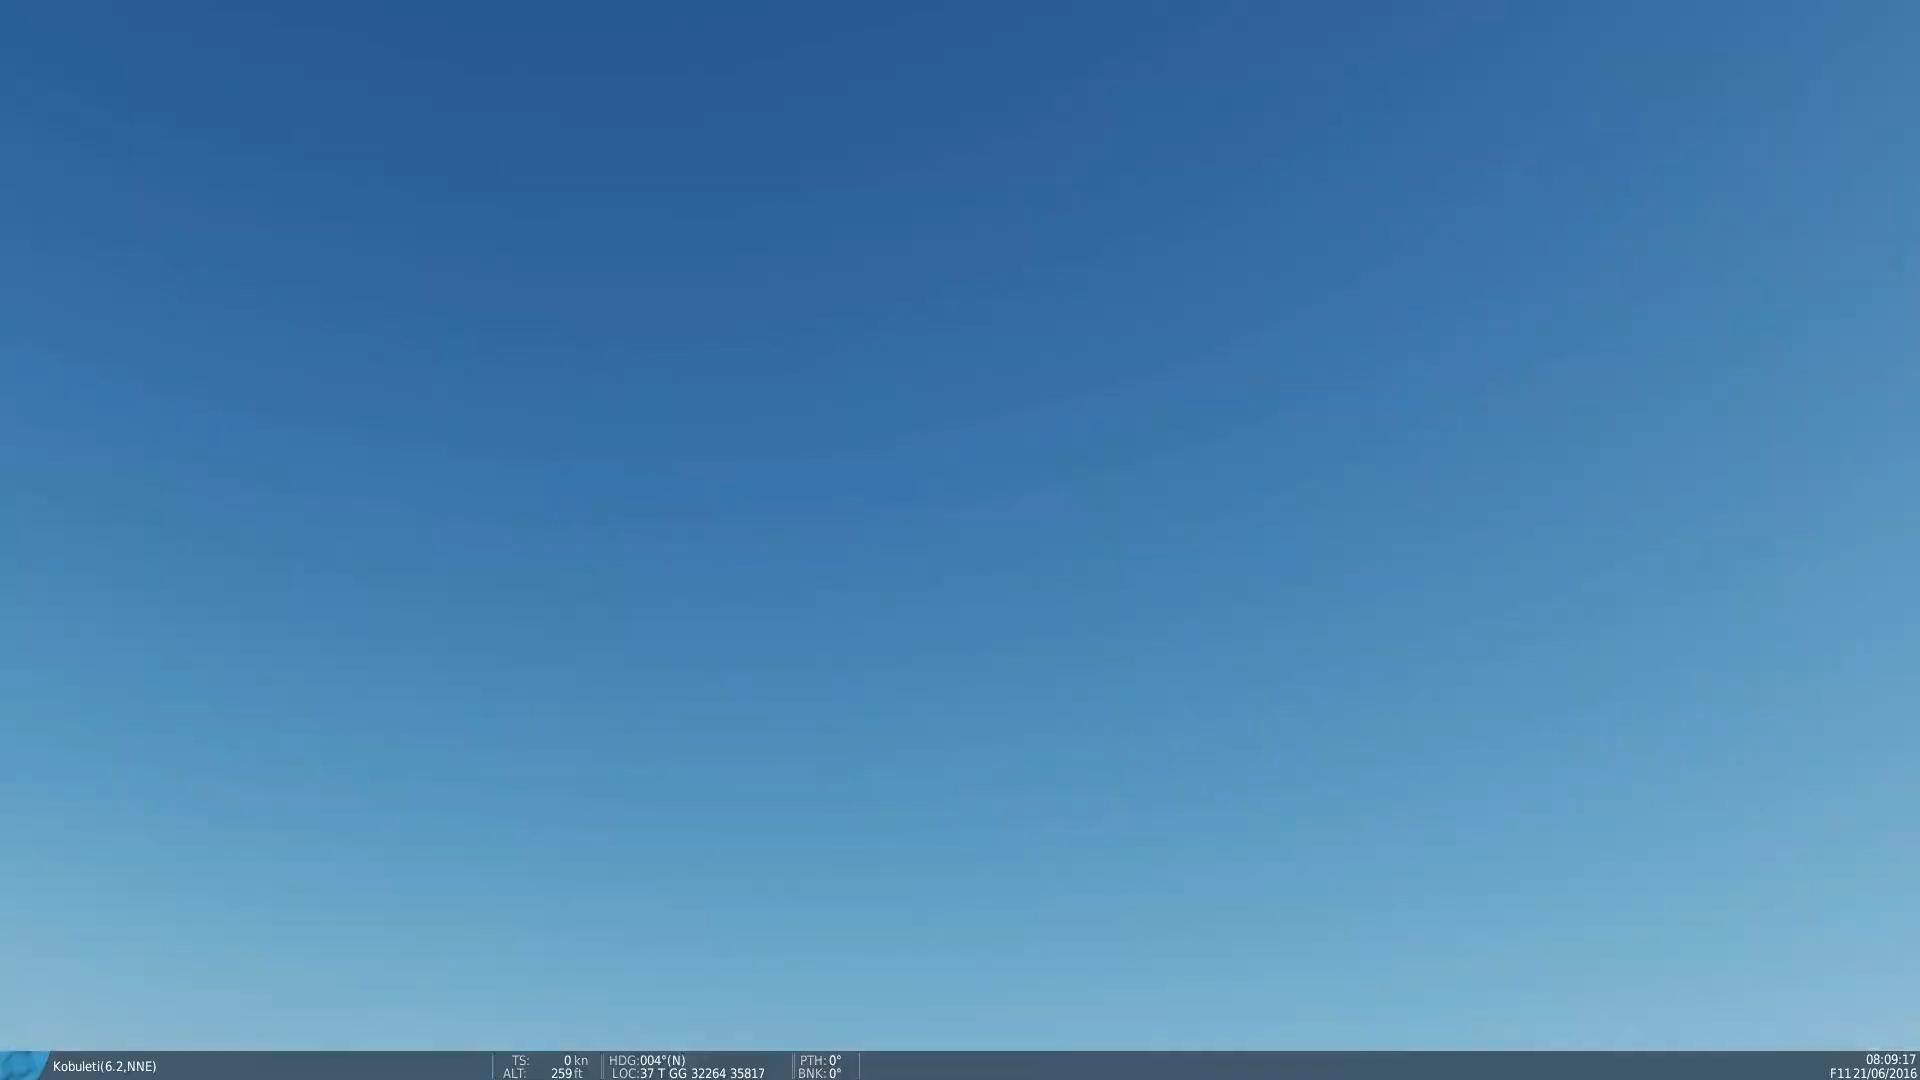 Kobuleti(6.2,NNE)
TS: 0 kn
ALT: 259 ft
HDG:004°(N)
LOC:37 T GG 32264 35817
PTH: 0°
BNK: 0°
08:09:17
F11 21/06/2016